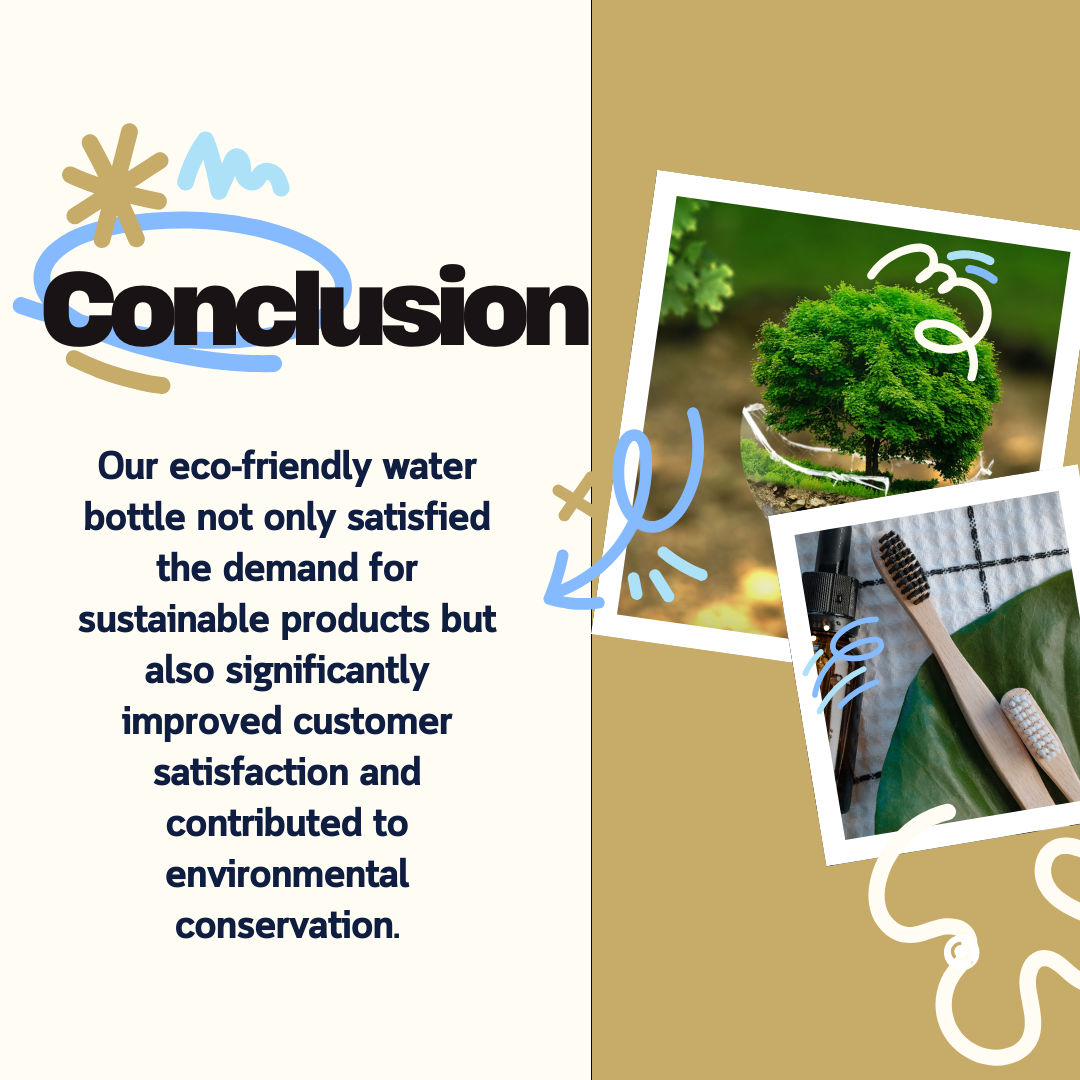 Conclusion
Our eco-friendly water
bottle not only satisfied
the demand for
sustainable products but
also significantly
improved customer
satisfaction and
contributed to
environmental
conservation.